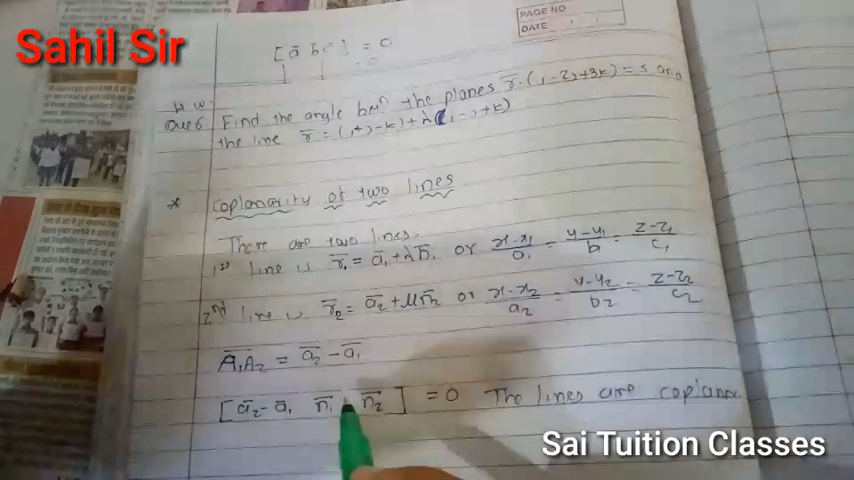 Sahil Sir
PAGE NO
DATE
[ā b̄ c̄] = 0
H.W.
Que 6 Find the angle betⁿ the planes r̄·(i-2j+3k) = 5 and
the line r̄ = (i+j-k)+λ(i-j+k)
* Coplanarity of two lines
There are two lines.
1st line is r̄₁ = ā₁+λn̄₁ or x-x₁/a₁ = y-y₁/b₁ = z-z₁/c₁
2nd line is r̄₂ = ā₂+μn̄₂ or x-x₂/a₂ = y-y₂/b₂ = z-z₂/c₂
A₁A₂ = ā₂-ā₁
[ā₂-ā₁ n̄₁ n̄₂] = 0 The lines are coplanar
Sai Tuition Classes